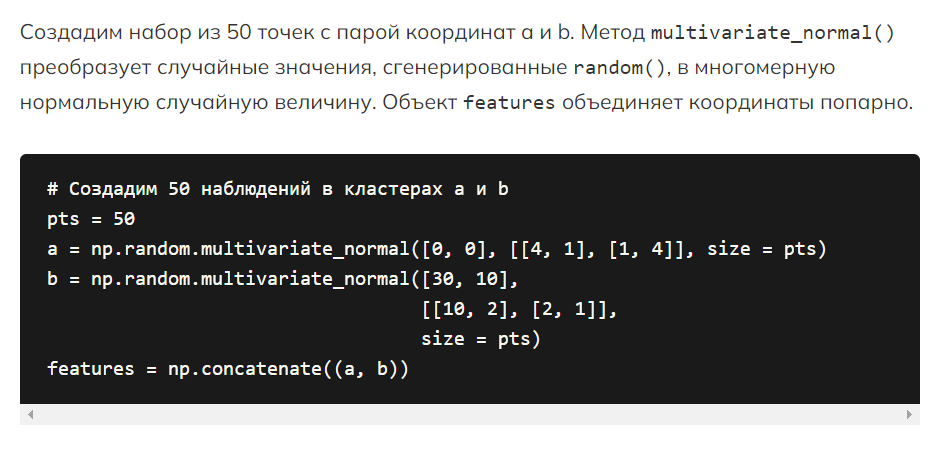 Создадим набор из 50 точек с парой координат a и b. Метод multivariate_normal()
преобразует случайные значения, сгенерированные random(), в многомерную
нормальную случайную величину. Объект features объединяет координаты попарно.
# Создадим 50 наблюдений в кластерах a и b
pts = 50
a = np.random.multivariate_normal([0, 0], [[4, 1], [1, 4]], size = pts)
b = np.random.multivariate_normal([30, 10],
[[10, 2], [2, 1]],
size = pts)
features = np.concatenate((a, b))